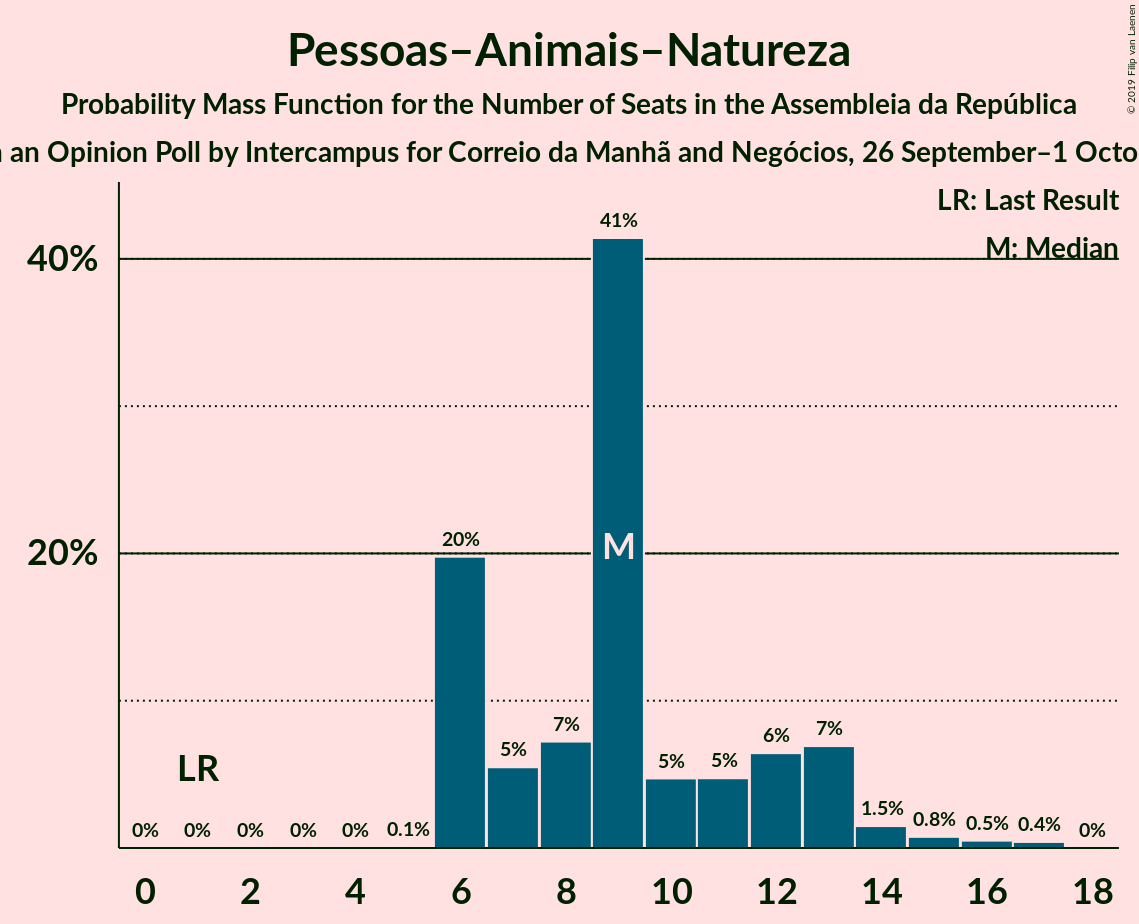 Pessoas–Animais–Natureza
Probability Mass Function for the Number of Seats in the Assembleia da República
an Opinion Poll by Intercampus for Correio da Manhã and Negócios, 26 September–1 Octo
© 2019 Filip van Laenen
LR: Last Result
M: Median
40%
20%
41%
20%
5%
7%
M
5%
5%
6%
7%
1.5%
0.8%
0.5%
0.4%
0%
LR
0%
0%
0%
0%
0%
0.1%
0 2 4 6 8 10 12 14 16 18